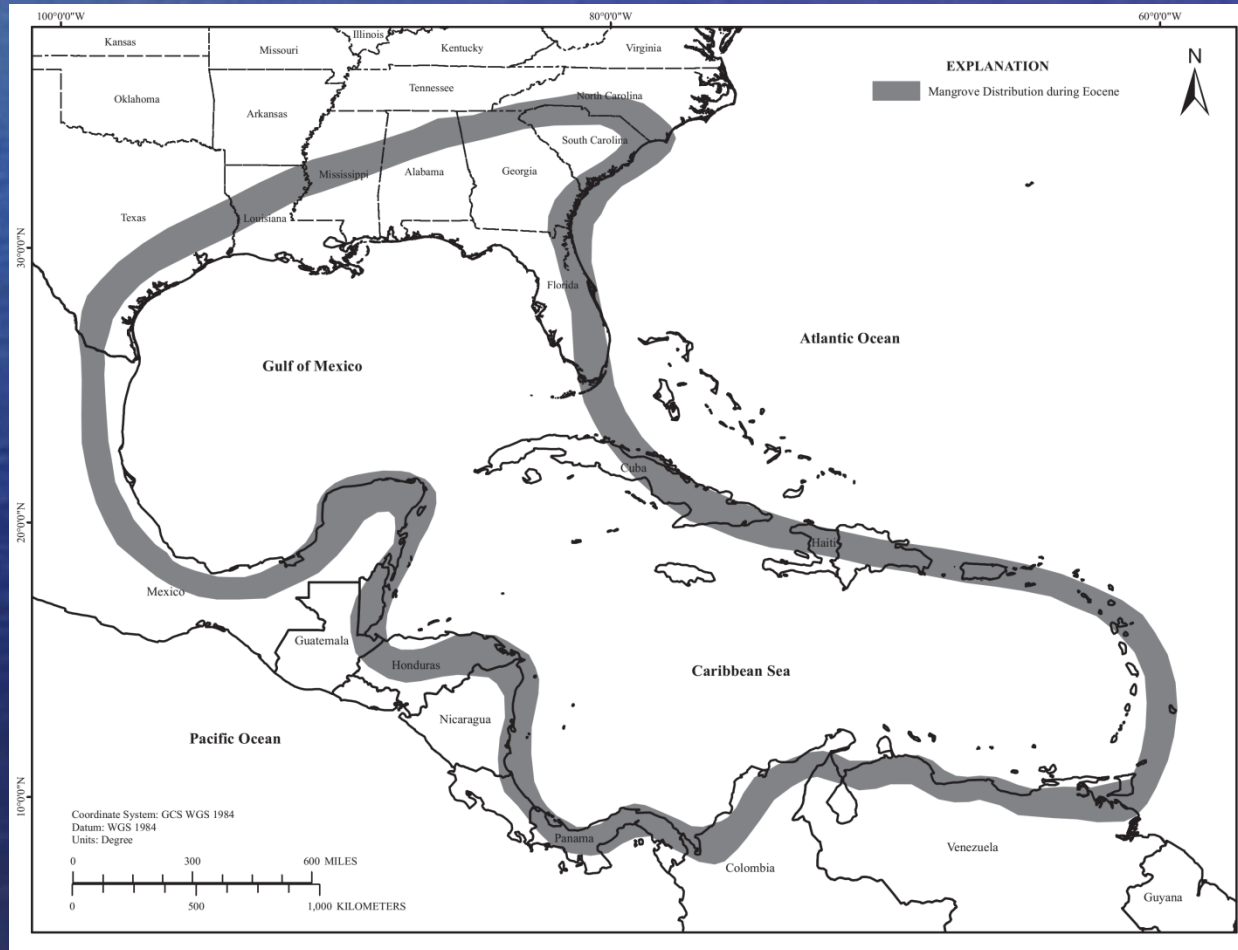 100°0'0"W
80°0'0"W
60°0'0"W
30°0'0"N
20°0'0"N
10°0'0"N
Kansas
Missouri
Illinois
Kentucky
Virginia
Oklahoma
Arkansas
Tennessee
North Carolina
South Carolina
Texas
Louisiana
Mississippi
Alabama
Georgia
Florida
EXPLANATION
Mangrove Distribution during Eocene
N
Gulf of Mexico
Atlantic Ocean
Cuba
Haiti
Mexico
Guatemala
Honduras
Caribbean Sea
Nicaragua
Pacific Ocean
Panama
Colombia
Venezuela
Guyana
Coordinate System: GCS WGS 1984
Datum: WGS 1984
Units: Degree
0 300 600 MILES
0 500 1,000 KILOMETERS